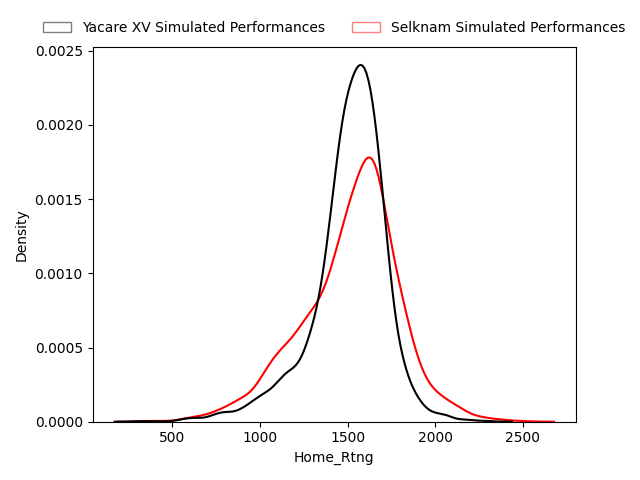 Yacare XV Simulated Performances Selknam Simulated Performances
0.0025
0.0020
0.0015
0.0010
0.0005
0.0000
Density
500 1000 1500 2000 2500
Home_Rtng